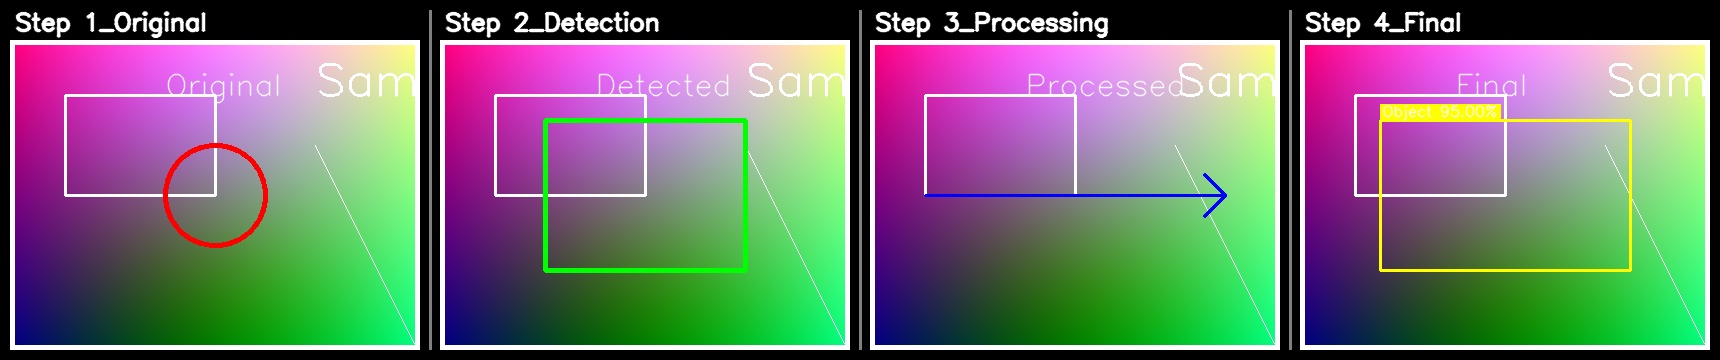 Step 1_Original
Original
Sam
Step 2_Detection
Detected
Sam
Step 3_Processing
Processed
Sam
Step 4_Final
Final
Sam
Object 95.00%